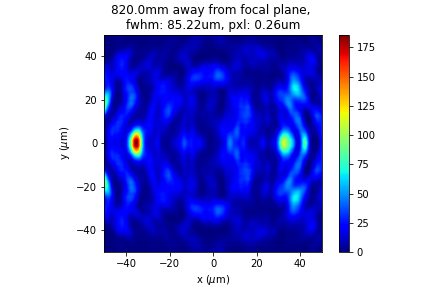 820.0mm away from focal plane,
fwhm: 85.22um, pxl: 0.26um
40
20
0
−20
−40
y (μm)
−40 −20 0 20 40
x (μm)
175
150
125
100
75
50
25
0